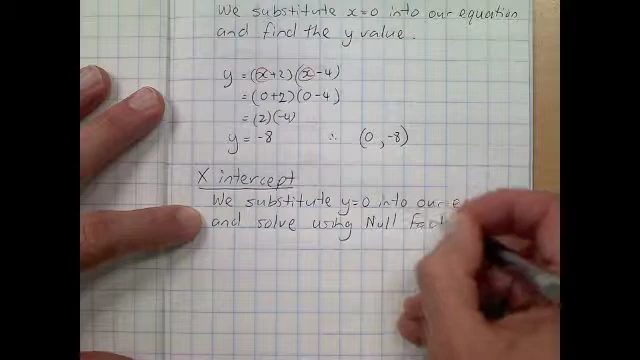 We substitute x=0 into our equation
and find the y value.
y = (x+2)(x-4)
= (0+2)(0-4)
= (2)(-4)
y = -8 ∴ (0, -8)
X intercept
We substitute y=0 into our
and solve using Null